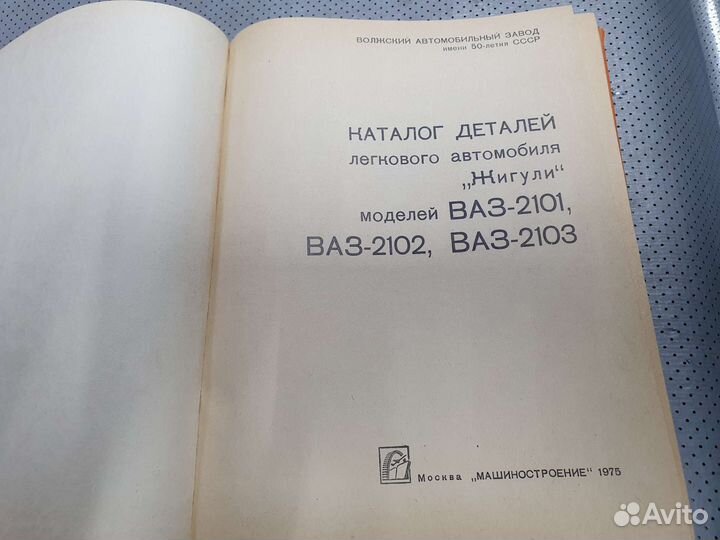 ВОЛЖСКИЙ АВТОМОБИЛЬНЫЙ ЗАВОД
имени 50-летия СССР
КАТАЛОГ ДЕТАЛЕЙ
легкового автомобиля
„Жигули“
моделей ВАЗ-2101,
ВАЗ-2102, ВАЗ-2103
Москва „МАШИНОСТРОЕНИЕ“ 1975
Avito